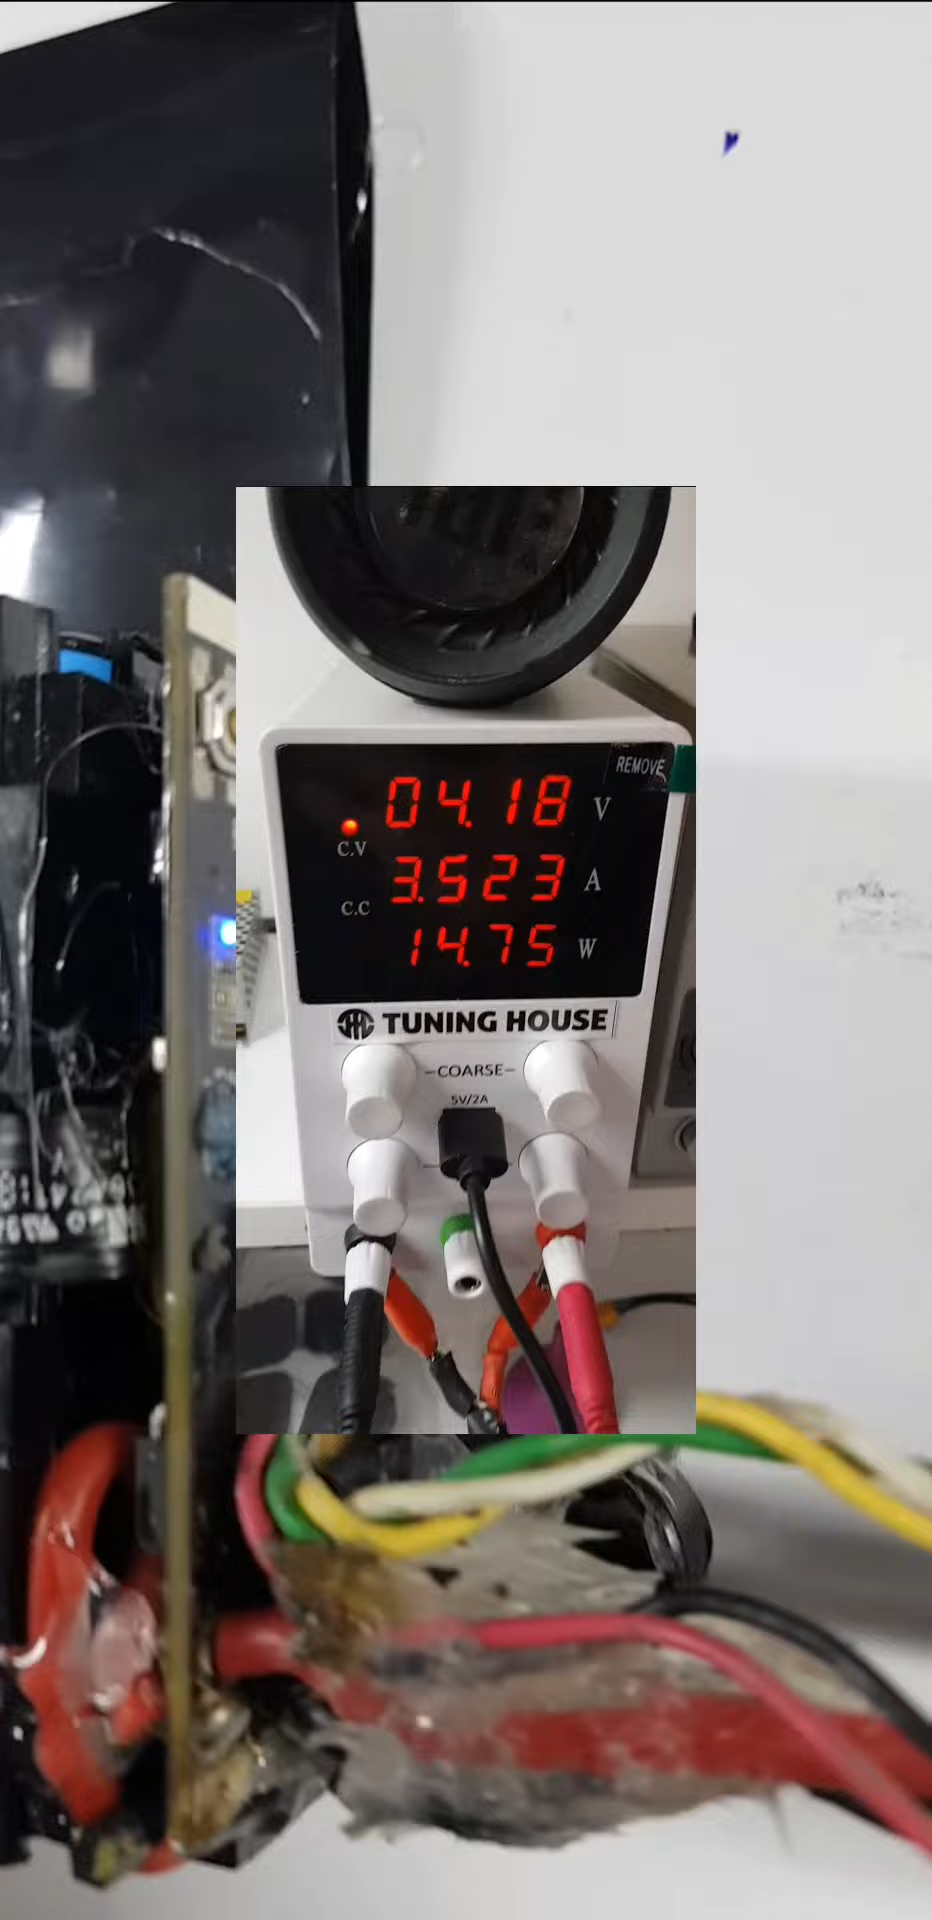 REMOVE
04.18 V
C.V
3.523 A
C.C
14.75 W
TUNING HOUSE
COARSE
5V/2A